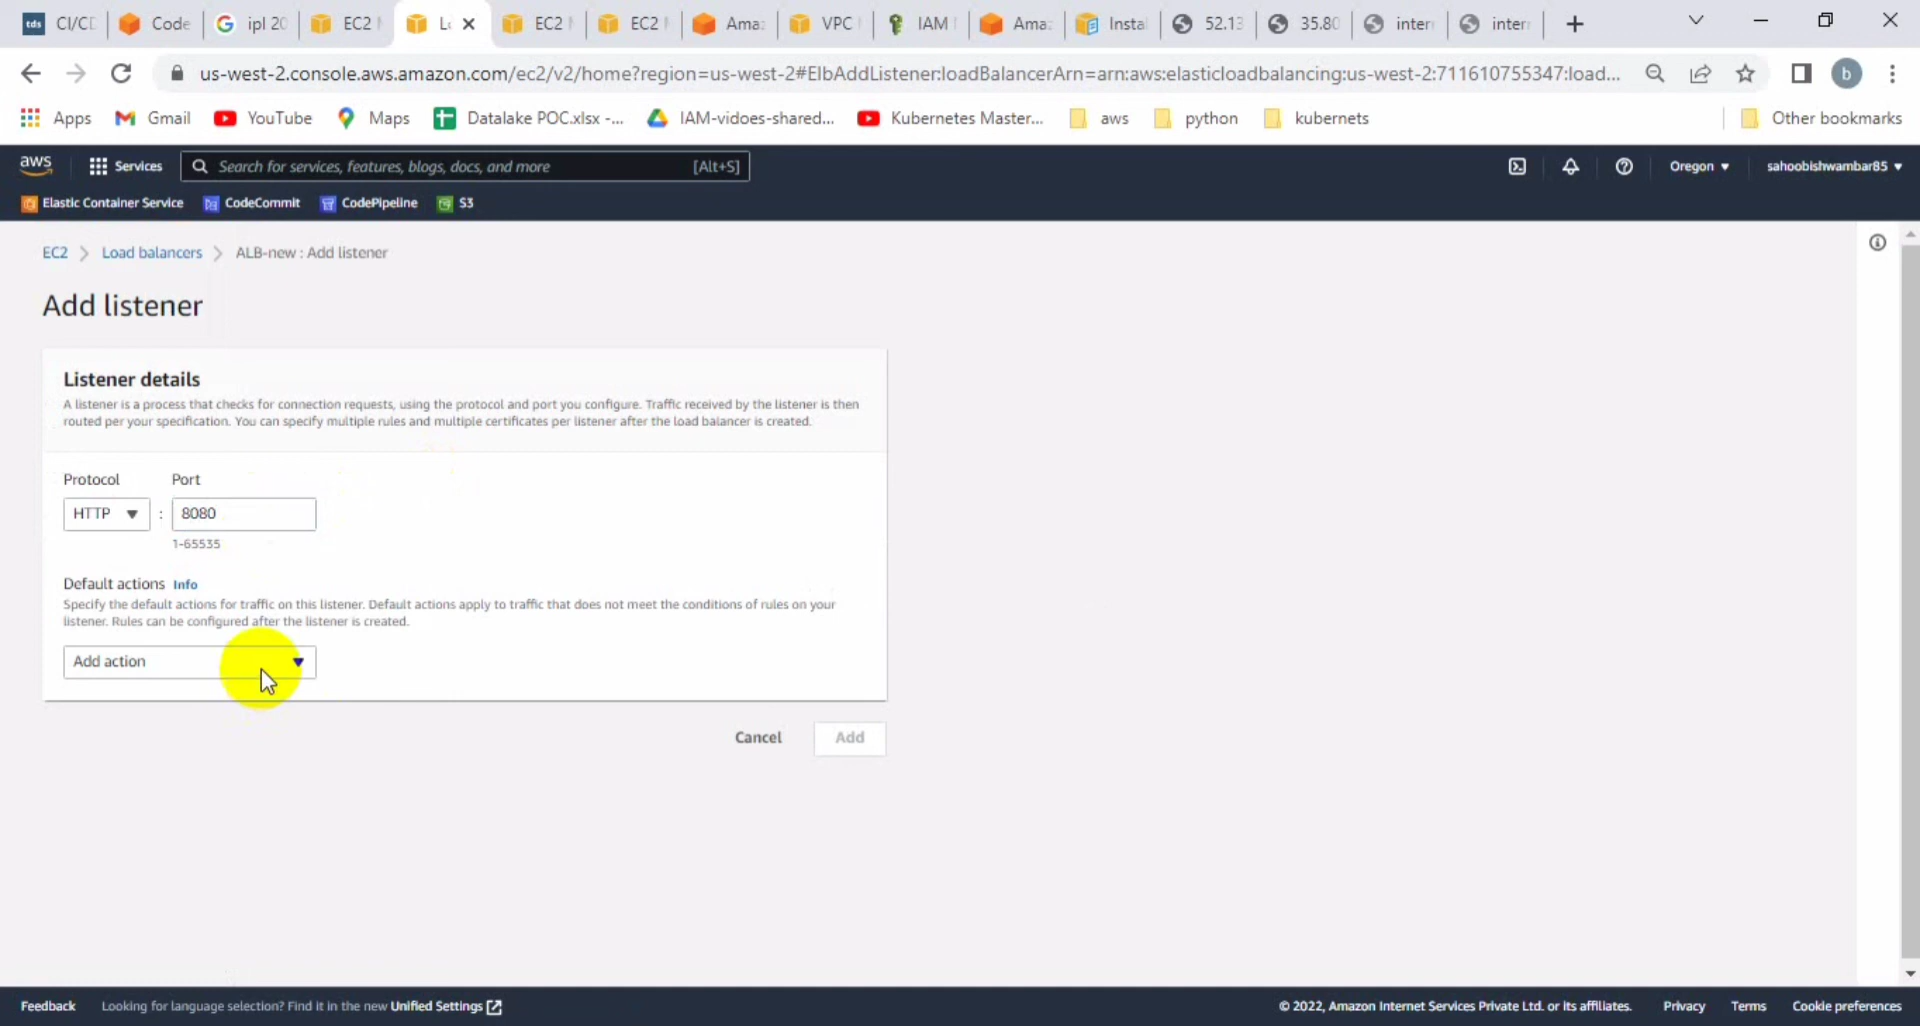 tds CI/CD Code ipl 20 EC2 Lo EC2 EC2 Amaz VPC IAM Amaz Instal 52.13 35.80 intern intern
us-west-2.console.aws.amazon.com/ec2/v2/home?region=us-west-2#ElbAddListener:loadBalancerArn=arn:aws:elasticloadbalancing:us-west-2:711610755347:load... b
Apps Gmail YouTube Maps Datalake POC.xlsx -... IAM-vidoes-shared... Kubernetes Master... aws python kubernets Other bookmarks
aws Services Search for services, features, blogs, docs, and more [Alt+S] Oregon sahoobishwambar85
Elastic Container Service CodeCommit CodePipeline S3
EC2 Load balancers ALB-new : Add listener
Add listener
Listener details
A listener is a process that checks for connection requests, using the protocol and port you configure. Traffic received by the listener is then
routed per your specification. You can specify multiple rules and multiple certificates per listener after the load balancer is created.
Protocol Port
HTTP : 8080
1-65535
Default actions Info
Specify the default actions for traffic on this listener. Default actions apply to traffic that does not meet the conditions of rules on your
listener. Rules can be configured after the listener is created.
Add action
Cancel Add
Feedback Looking for language selection? Find it in the new Unified Settings © 2022, Amazon Internet Services Private Ltd. or its affiliates. Privacy Terms Cookie preferences